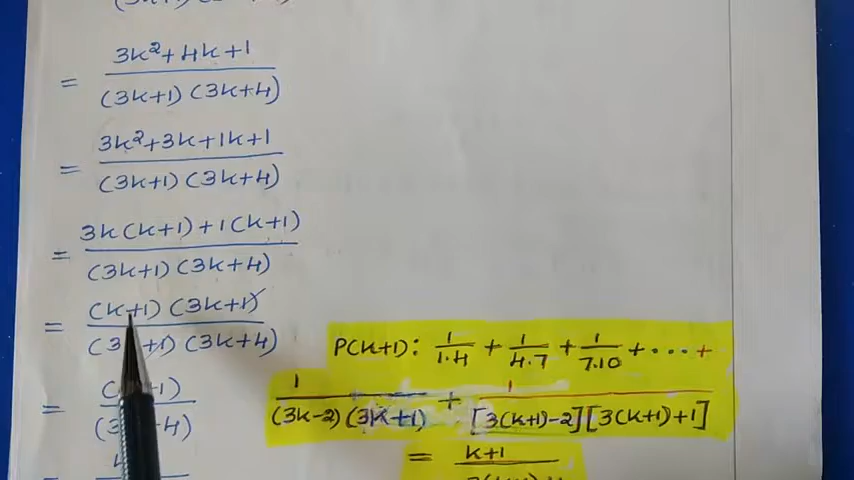 = 3k²+4k+1 / (3k+1) (3k+4)
= 3k²+3k+1k+1 / (3k+1) (3k+4)
= 3k(k+1)+1(k+1) / (3k+1) (3k+4)
= (k+1) (3k+1) / (3k+1) (3k+4)
P(k+1): 1/1.4 + 1/4.7 + 1/7.10 + .... +
1/(3k-2)(3k+1) + 1/[3(k+1)-2][3(k+1)+1]
= k+1